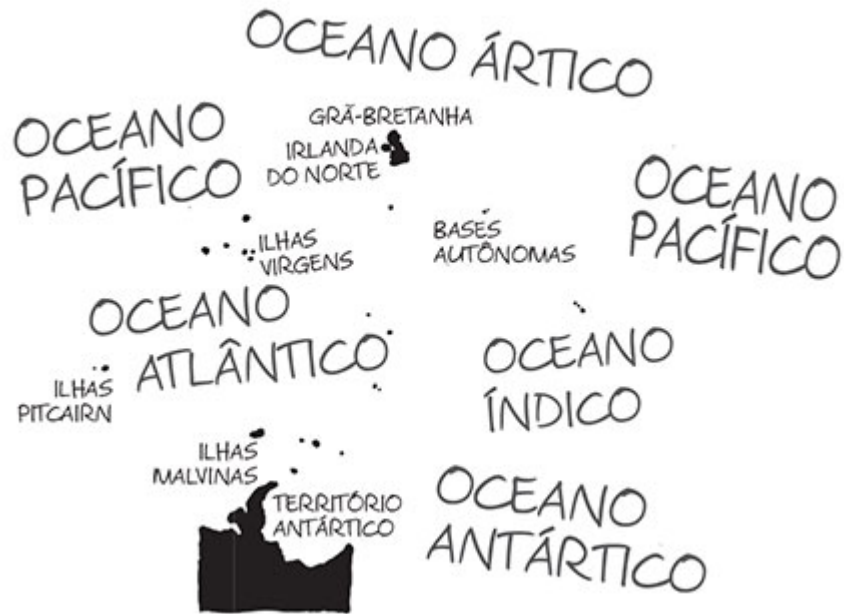 OCEANO ÁRTICO
OCEANO
PACÍFICO
GRÃ-BRETANHA
IRLANDA
DO NORTE
OCEANO
PACÍFICO
ILHAS
VIRGENS
BASES
AUTÔNOMAS
OCEANO
ATLÂNTICO
OCEANO
ÍNDICO
ILHAS
PITCAIRN
ILHAS
MALVINAS
TERRITÓRIO
ANTÁRTICO
OCEANO
ANTÁRTICO